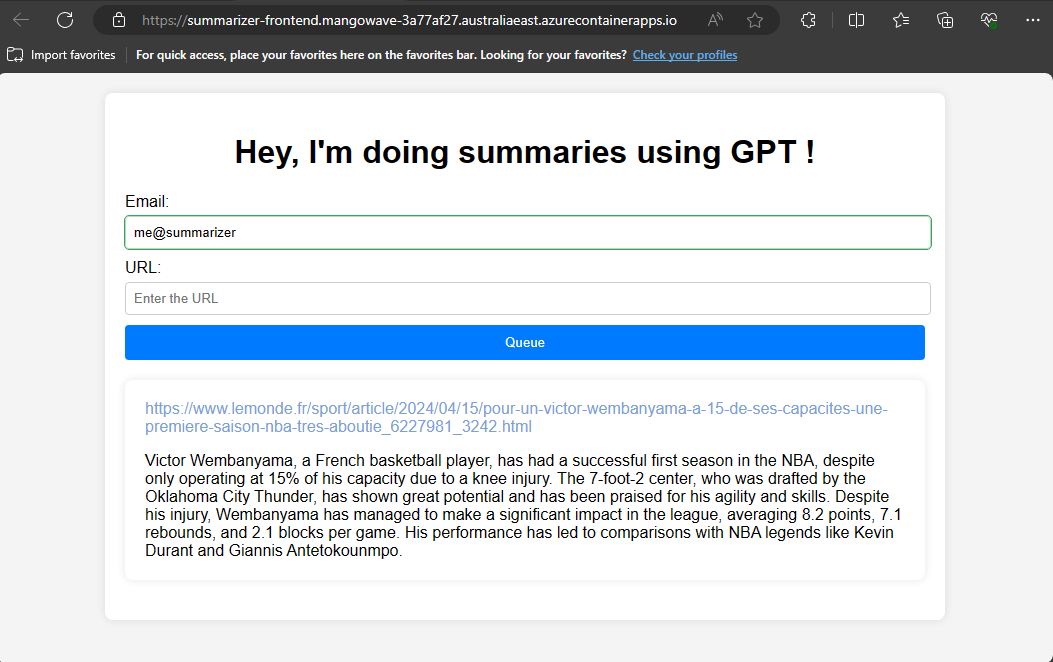 https://summarizer-frontend.mangowave-3a77af27.australiaeast.azurecontainerapps.io
Import favorites For quick access, place your favorites here on the favorites bar. Looking for your favorites? Check your profiles
Hey, I'm doing summaries using GPT !
Email:
me@summarizer
URL:
Enter the URL
Queue
https://www.lemonde.fr/sport/article/2024/04/15/pour-un-victor-wembanyama-a-15-de-ses-capacites-une-
premiere-saison-nba-tres-aboutie_6227981_3242.html
Victor Wembanyama, a French basketball player, has had a successful first season in the NBA, despite
only operating at 15% of his capacity due to a knee injury. The 7-foot-2 center, who was drafted by the
Oklahoma City Thunder, has shown great potential and has been praised for his agility and skills. Despite
his injury, Wembanyama has managed to make a significant impact in the league, averaging 8.2 points, 7.1
rebounds, and 2.1 blocks per game. His performance has led to comparisons with NBA legends like Kevin
Durant and Giannis Antetokounmpo.